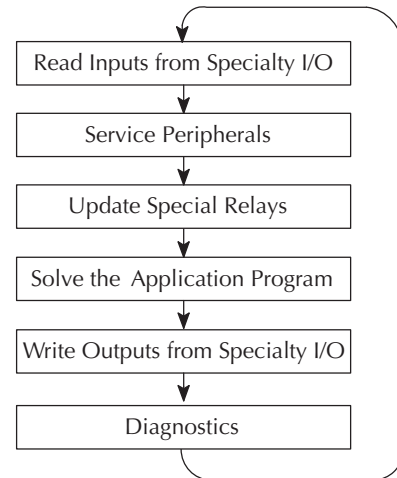 Read Inputs from Specialty I/O
Service Peripherals
Update Special Relays
Solve the Application Program
Write Outputs from Specialty I/O
Diagnostics